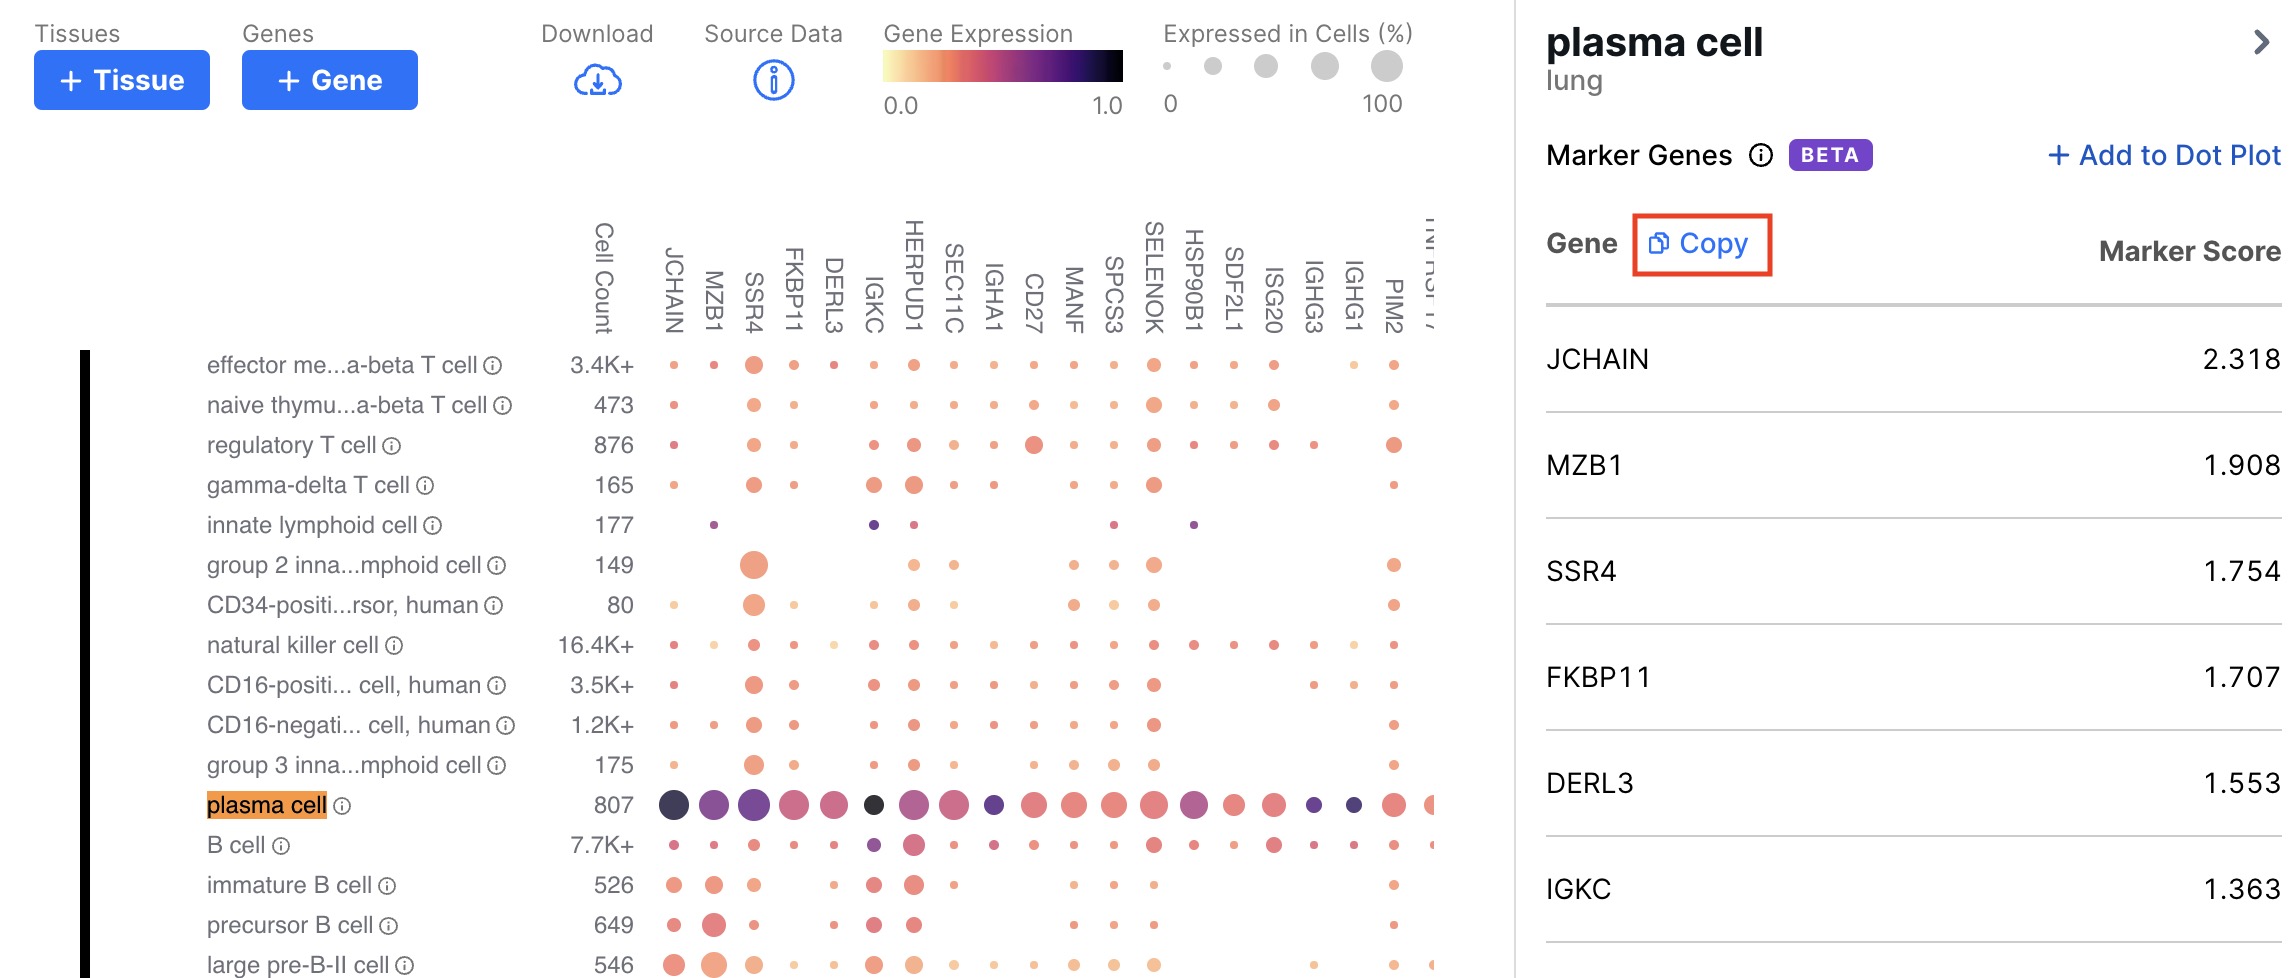 Tissues
+ Tissue
Genes
+ Gene
Download
Source Data
Gene Expression
0.0 1.0
Expressed in Cells (%)
0 100
Cell Count
JCHAIN
MZB1
SSR4
FKBP11
DERL3
IGKC
HERPUD1
SEC11C
IGHA1
CD27
MANF
SPCS3
SELENOK
HSP90B1
SDF2L1
ISG20
IGHG3
IGHG1
PIM2
effector me...a-beta T cell 3.4K+
naive thymu...a-beta T cell 473
regulatory T cell 876
gamma-delta T cell 165
innate lymphoid cell 177
group 2 inna...mphoid cell 149
CD34-positi...rsor, human 80
natural killer cell 16.4K+
CD16-positi... cell, human 3.5K+
CD16-negati... cell, human 1.2K+
group 3 inna...mphoid cell 175
plasma cell 807
B cell 7.7K+
immature B cell 526
precursor B cell 649
large pre-B-II cell 546
plasma cell
lung
Marker Genes BETA + Add to Dot Plot
Gene Copy Marker Score
JCHAIN 2.318
MZB1 1.908
SSR4 1.754
FKBP11 1.707
DERL3 1.553
IGKC 1.363